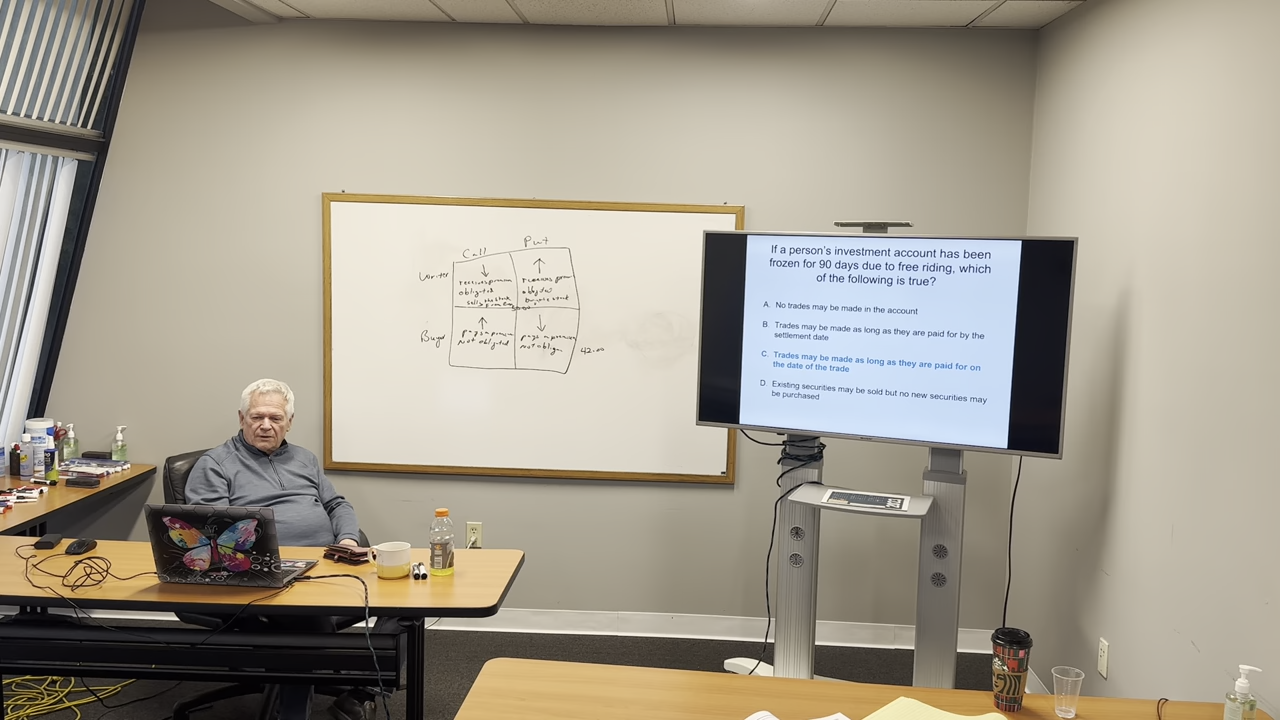 Call
Put
Writer
obligated
Not obligated
42.00
If a person's investment account has been
frozen for 90 days due to free riding, which
of the following is true?
A. No trades may be made in the account
B. Trades may be made as long as they are paid for by the
settlement date
C. Trades may be made as long as they are paid for on
the date of the trade
D. Existing securities may be sold but no new securities may
be purchased